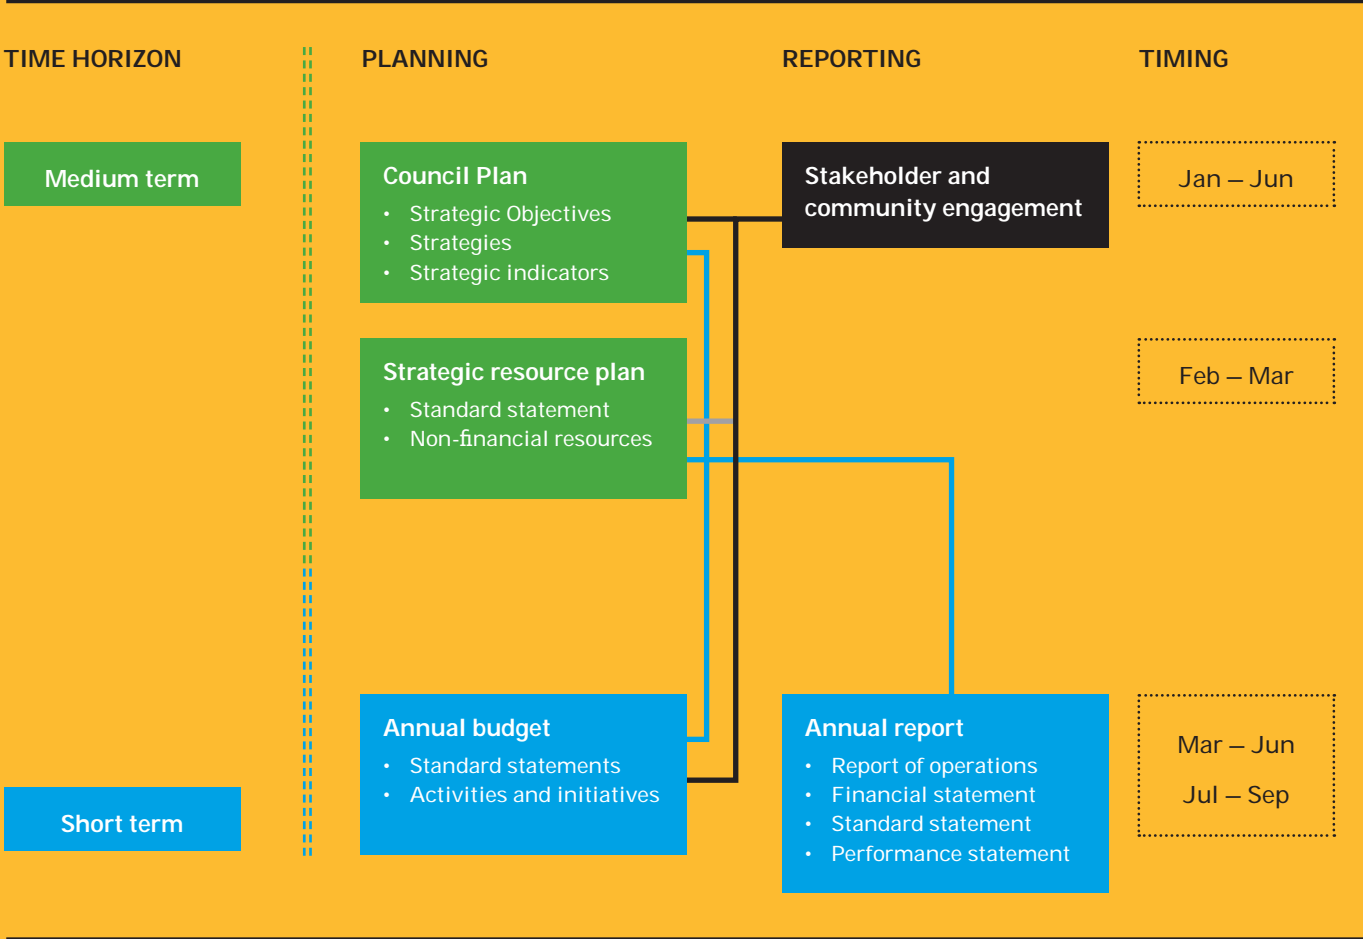 TIME HORIZON
PLANNING
REPORTING
TIMING
Medium term
Council Plan
• Strategic Objectives
• Strategies
• Strategic indicators
Stakeholder and
community engagement
Jan – Jun
Strategic resource plan
• Standard statement
• Non-financial resources
Feb – Mar
Short term
Annual budget
• Standard statements
• Activities and initiatives
Annual report
• Report of operations
• Financial statement
• Standard statement
• Performance statement
Mar – Jun
Jul – Sep